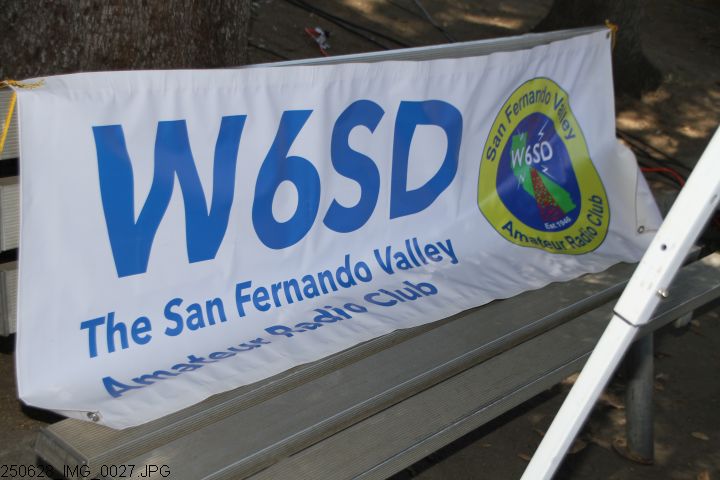 W6SD
The San Fernando Valley
Amateur Radio Club
San Fernando Valley
W6SD
Est.1946
Amateur Radio Club
250628_IMG_0027.JPG